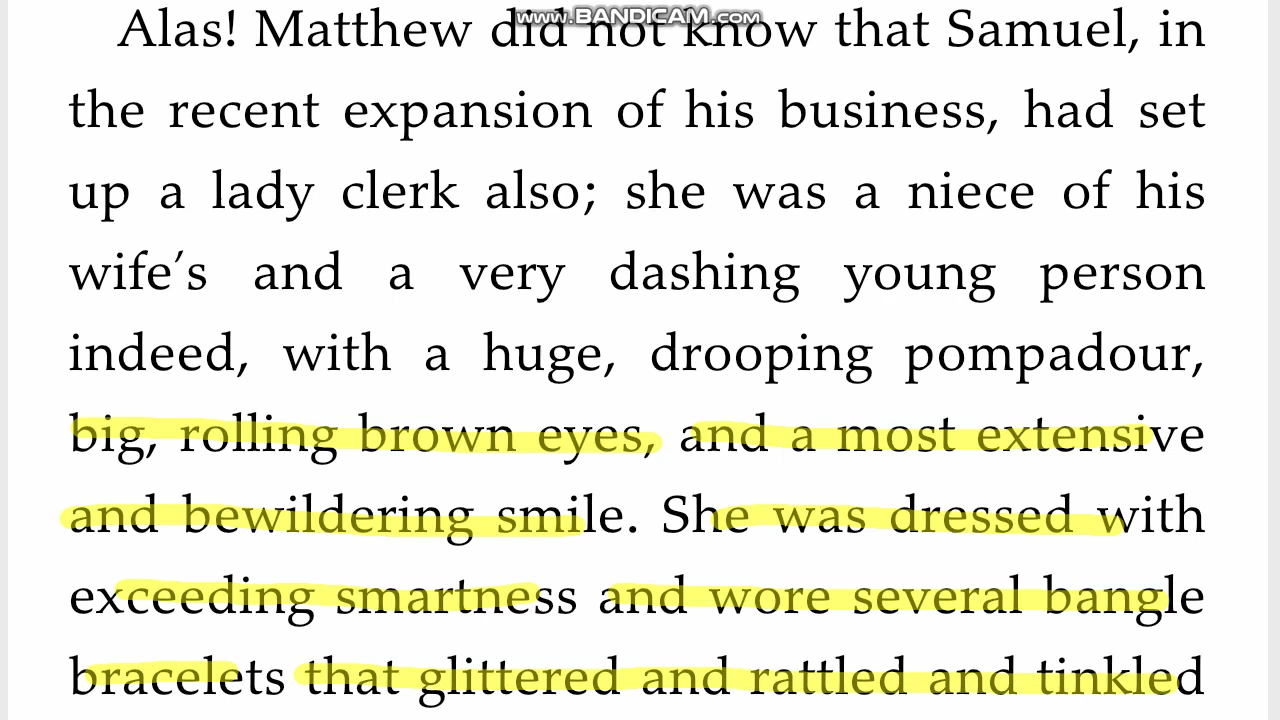 www.BANDICAM.com
Alas! Matthew did not know that Samuel, in
the recent expansion of his business, had set
up a lady clerk also; she was a niece of his
wife’s and a very dashing young person
indeed, with a huge, drooping pompadour,
big, rolling brown eyes, and a most extensive
and bewildering smile. She was dressed with
exceeding smartness and wore several bangle
bracelets that glittered and rattled and tinkled